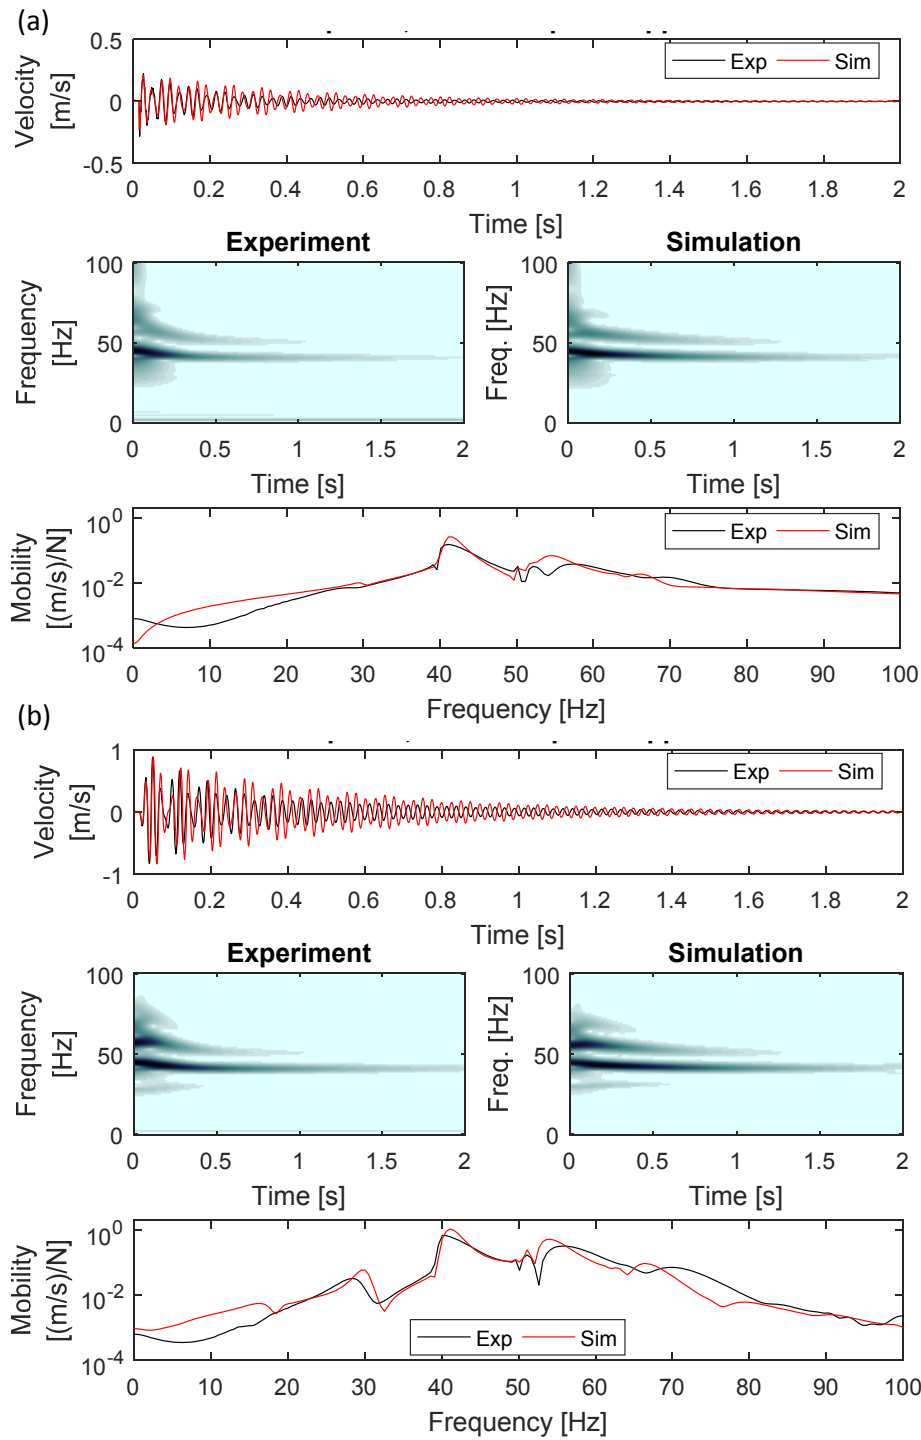 (a)
0.5
0
-0.5
Velocity
[m/s]
Exp Sim
0 0.2 0.4 0.6 0.8 1 1.2 1.4 1.6 1.8 2
Time [s]
Experiment Simulation
100
50
0
Frequency
[Hz]
0 0.5 1 1.5 2
Time [s]
100
50
0
Freq. [Hz]
0 0.5 1 1.5 2
Time [s]
10^0
10^-2
10^-4
Mobility
[(m/s)/N]
Exp Sim
0 10 20 30 40 50 60 70 80 90 100
Frequency [Hz]
(b)
1
0
-1
Velocity
[m/s]
Exp Sim
0 0.2 0.4 0.6 0.8 1 1.2 1.4 1.6 1.8 2
Time [s]
Experiment Simulation
100
50
0
Frequency
[Hz]
0 0.5 1 1.5 2
Time [s]
100
50
0
Freq. [Hz]
0 0.5 1 1.5 2
Time [s]
10^0
10^-2
10^-4
Mobility
[(m/s)/N]
Exp Sim
0 10 20 30 40 50 60 70 80 90 100
Frequency [Hz]